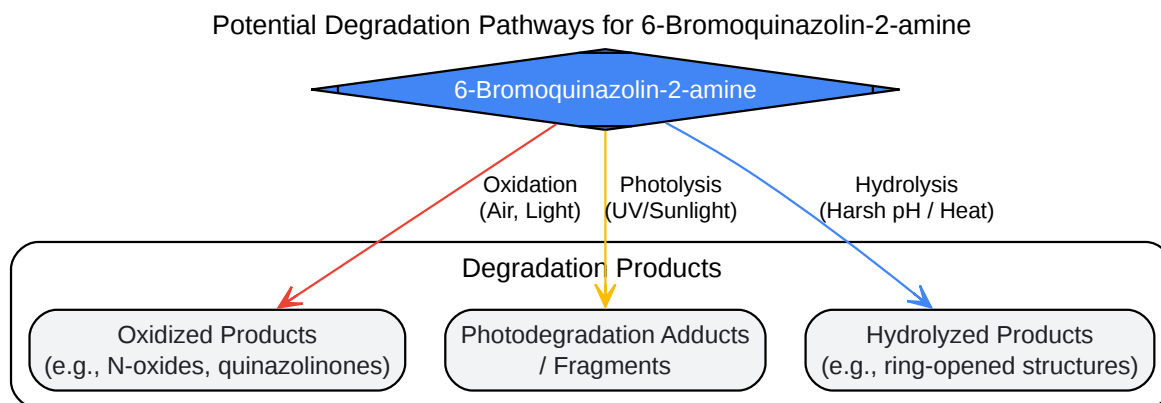 Potential Degradation Pathways for 6-Bromoquinazolin-2-amine
6-Bromoquinazolin-2-amine
Oxidation
(Air, Light)
Photolysis
(UV/Sunlight)
Hydrolysis
(Harsh pH / Heat)
Degradation Products
Oxidized Products
(e.g., N-oxides, quinazolinones)
Photodegradation Adducts
/ Fragments
Hydrolyzed Products
(e.g., ring-opened structures)